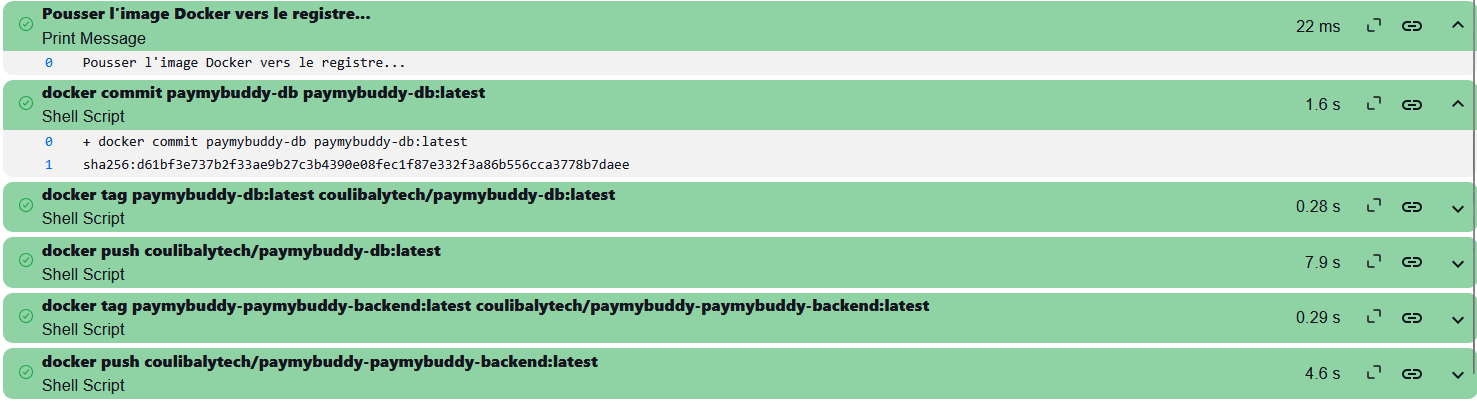 Pousser l'image Docker vers le registre...
Print Message
22 ms
0 Pousser l'image Docker vers le registre...
docker commit paymybuddy-db paymybuddy-db:latest
Shell Script
1.6 s
0 + docker commit paymybuddy-db paymybuddy-db:latest
1 sha256:d61bf3e737b2f33ae9b27c3b4390e08fec1f87e332f3a86b556cca3778b7daee
docker tag paymybuddy-db:latest coulibalytech/paymybuddy-db:latest
Shell Script
0.28 s
docker push coulibalytech/paymybuddy-db:latest
Shell Script
7.9 s
docker tag paymybuddy-paymybuddy-backend:latest coulibalytech/paymybuddy-paymybuddy-backend:latest
Shell Script
0.29 s
docker push coulibalytech/paymybuddy-paymybuddy-backend:latest
Shell Script
4.6 s